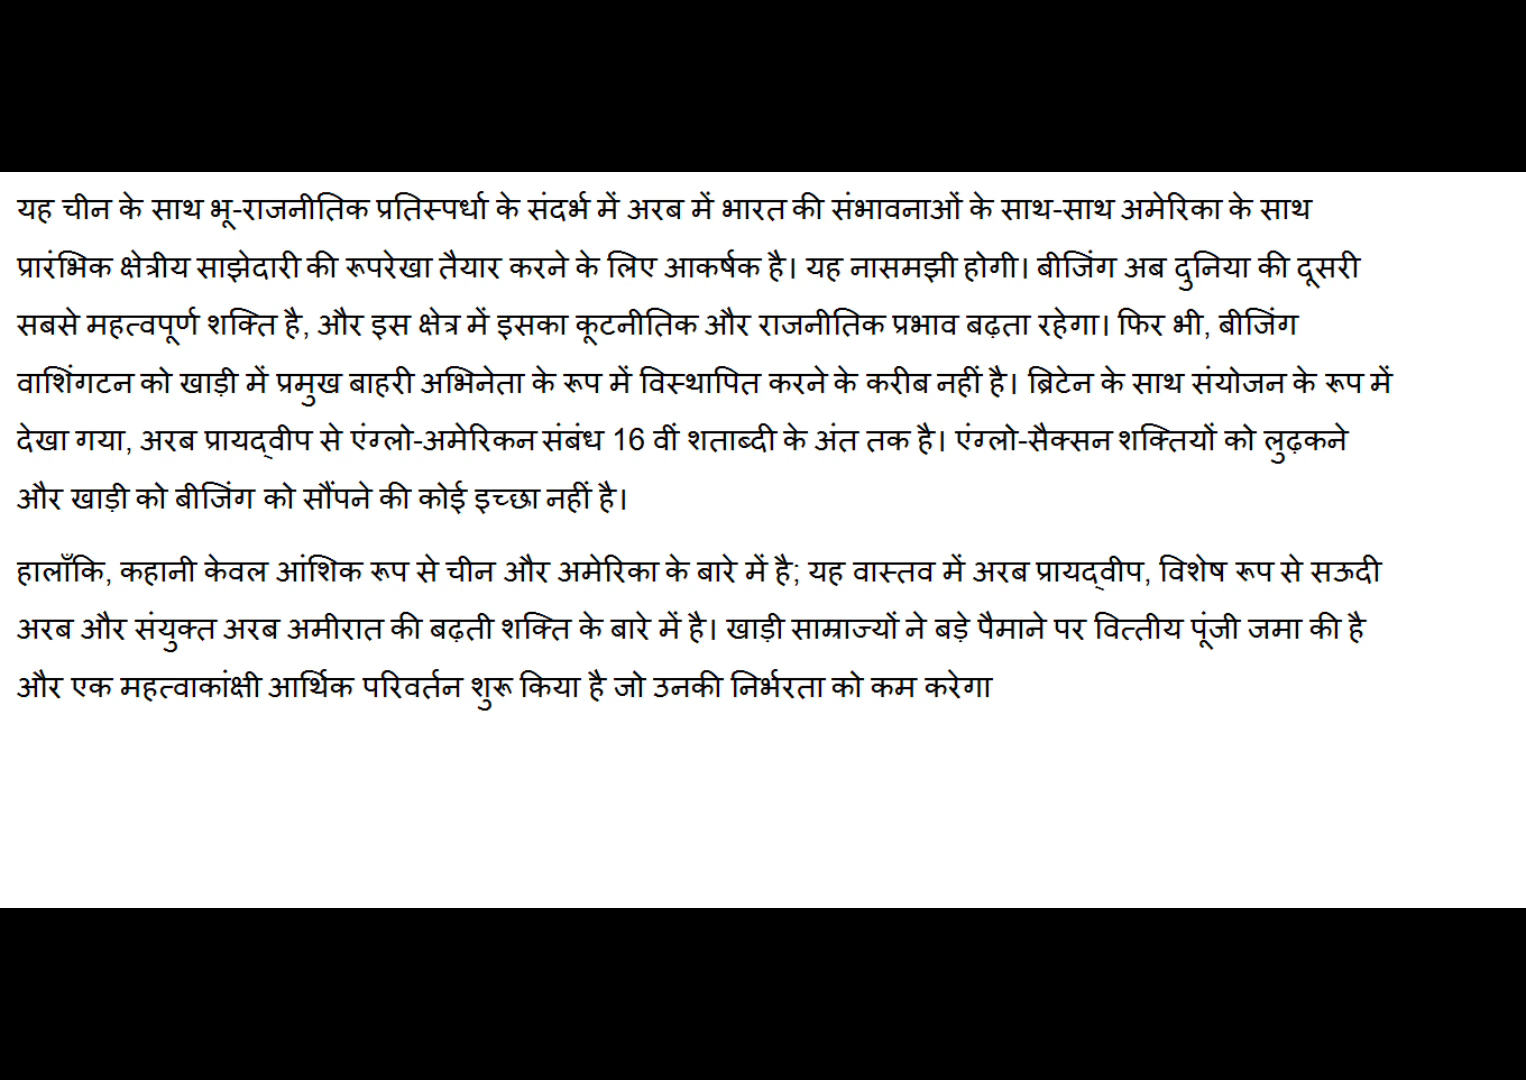 यह चीन के साथ भू-राजनीतिक प्रतिस्पर्धा के संदर्भ में अरब में भारत की संभावनाओं के साथ-साथ अमेरिका के साथ
प्रारंभिक क्षेत्रीय साझेदारी की रूपरेखा तैयार करने के लिए आकर्षक है। यह नासमझी होगी। बीजिंग अब दुनिया की दूसरी
सबसे महत्वपूर्ण शक्ति है, और इस क्षेत्र में इसका कूटनीतिक और राजनीतिक प्रभाव बढ़ता रहेगा। फिर भी, बीजिंग
वाशिंगटन को खाड़ी में प्रमुख बाहरी अभिनेता के रूप में विस्थापित करने के करीब नहीं है। ब्रिटेन के साथ संयोजन के रूप में
देखा गया, अरब प्रायद्वीप से एंग्लो-अमेरिकन संबंध 16 वीं शताब्दी के अंत तक है। एंग्लो-सैक्सन शक्तियों को लुढ़कने
और खाड़ी को बीजिंग को सौंपने की कोई इच्छा नहीं है।
हालाँकि, कहानी केवल आंशिक रूप से चीन और अमेरिका के बारे में है; यह वास्तव में अरब प्रायद्वीप, विशेष रूप से सऊदी
अरब और संयुक्त अरब अमीरात की बढ़ती शक्ति के बारे में है। खाड़ी साम्राज्यों ने बड़े पैमाने पर वित्तीय पूंजी जमा की है
और एक महत्वाकांक्षी आर्थिक परिवर्तन शुरू किया है जो उनकी निर्भरता को कम करेगा